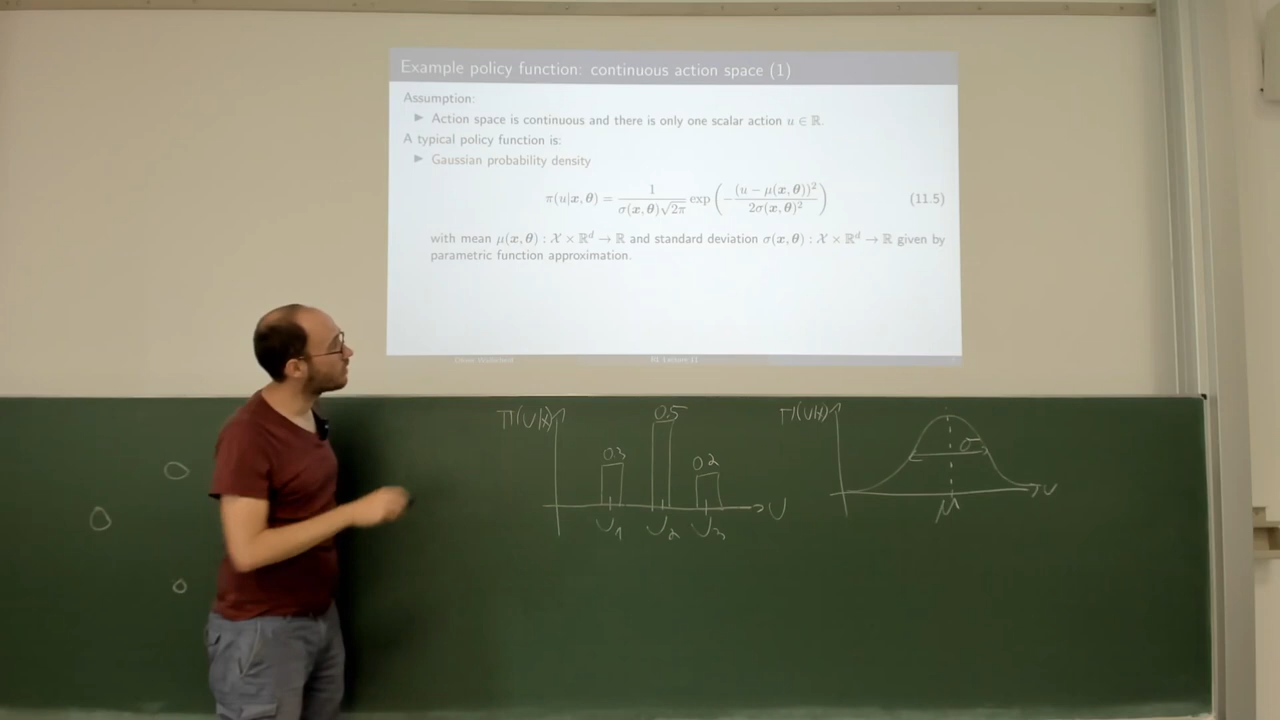 Example policy function: continuous action space (1)
Assumption:
▶ Action space is continuous and there is only one scalar action u ∈ ℝ.
A typical policy function is:
▶ Gaussian probability density
π(u|x, θ) = 1 / (σ(x, θ)√2π) exp (−(u − μ(x, θ))² / 2σ(x, θ)²) (11.5)
with mean μ(x, θ) : X × ℝᵈ → ℝ and standard deviation σ(x, θ) : X × ℝᵈ → ℝ given by
parametric function approximation.
RL Lecture 11
π(U|X) 0.3 0.5 0.2
U₁ U₂ U₃ U
π(U|X) σ
μ U